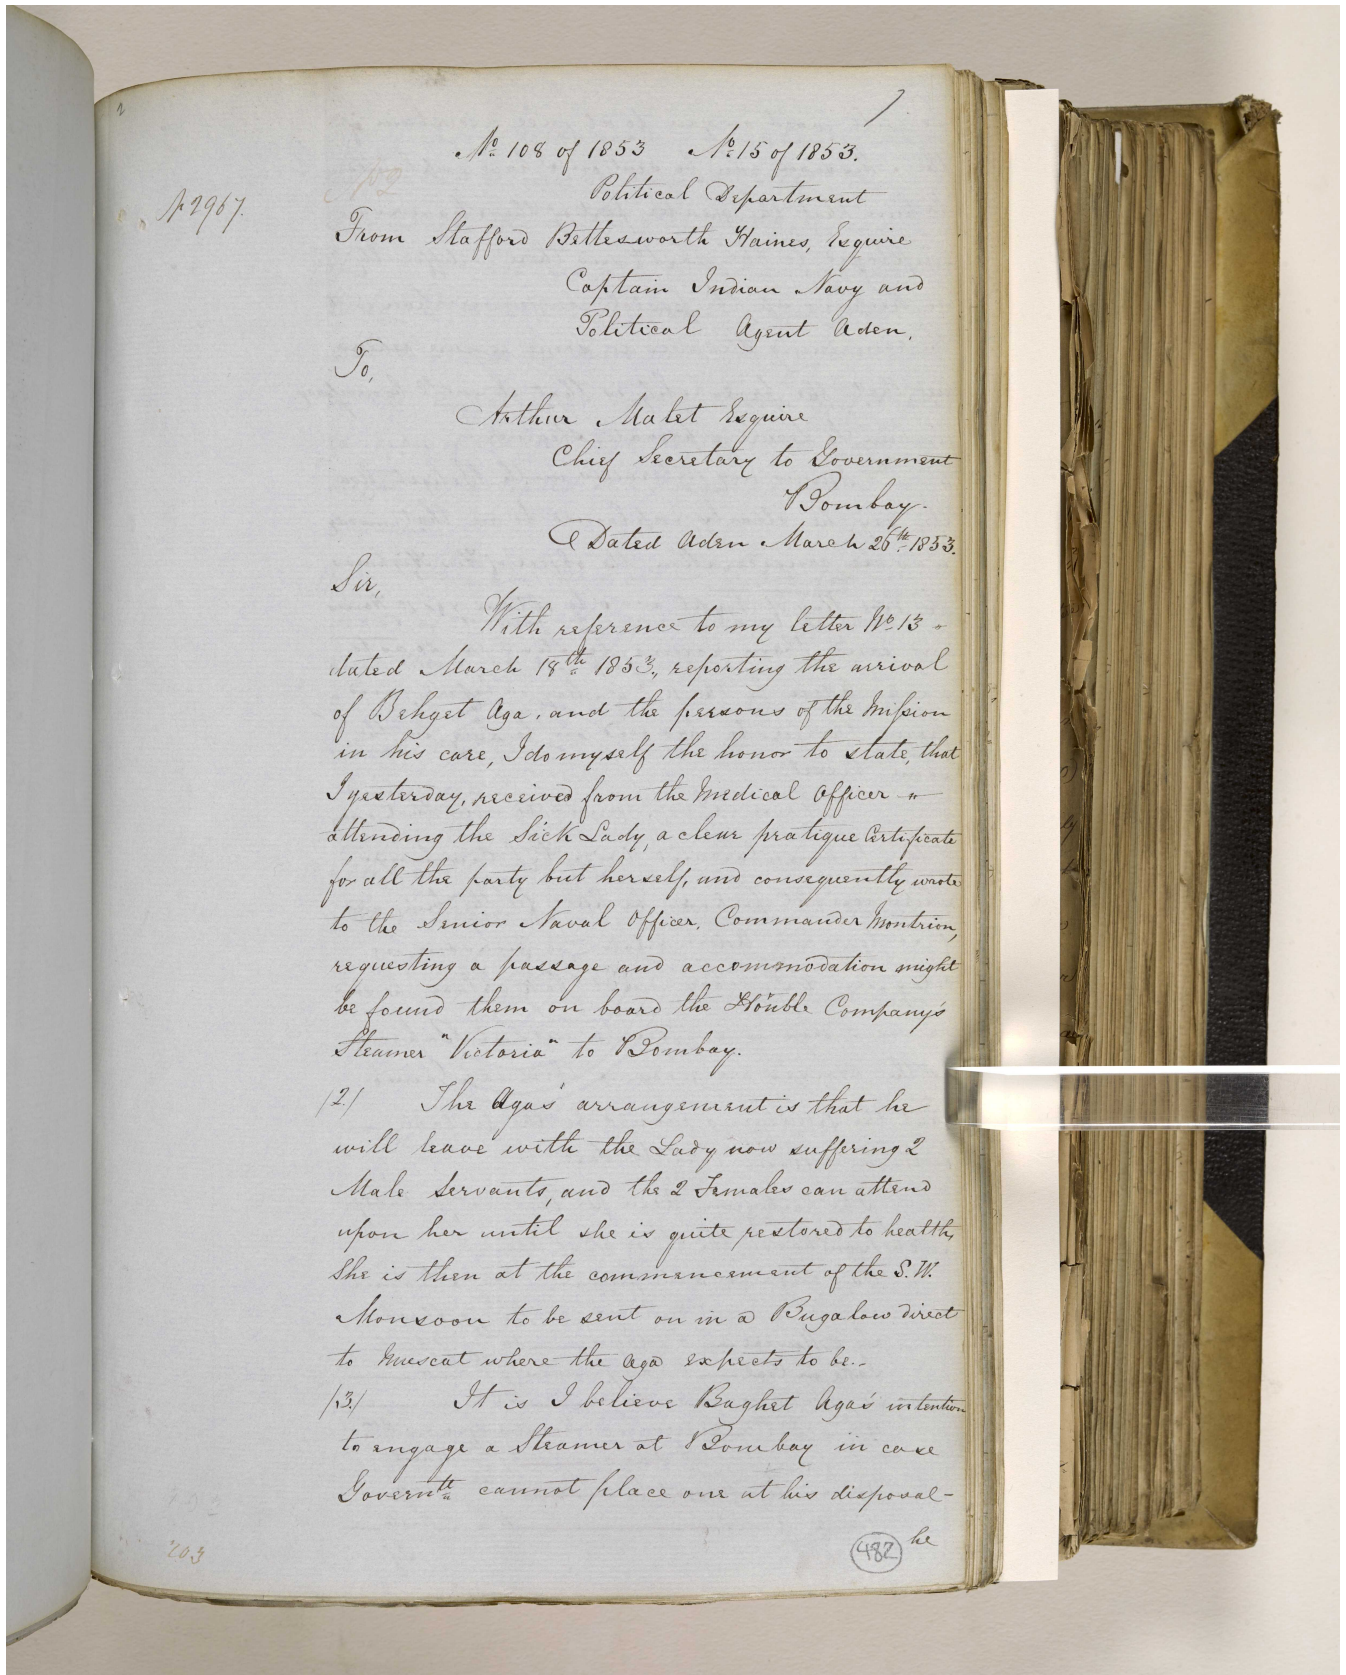 No. 108 of 1853 No. 15 of 1853.
No 2967.
Political Department
From Stafford Bettesworth Haines, Esquire
Captain Indian Navy and
Political Agent Aden.
To,
Arthur Malet Esquire
Chief Secretary to Government
Bombay.
Dated Aden March 26th 1853.
Sir,
With reference to my letter No. 13
dated March 18th 1853, reporting the arrival
of Behget Aga, and the persons of the Mission
in his care, I do myself the honor to state, that
I yesterday, received from the Medical Officer
attending the Sick Lady, a clear pratique Certificate
for all the party but herself, and consequently wrote
to the Senior Naval Officer, Commander Montriou,
requesting a passage and accommodation might
be found them on board the Hon'ble Company's
Steamer "Victoria" to Bombay.
/2./ The Aga's arrangement is that he
will leave with the Lady now suffering 2
Male Servants, and the 2 Females can attend
upon her until she is quite restored to health,
She is then at the commencement of the S.W.
Monsoon to be sent on in a Bugalow direct
to Muscat where the Aga expects to be.-
/3./ It is I believe Baghet Aga's intention
to engage a Steamer at Bombay in case
Governtt cannot place one at his disposal-
he
482
203